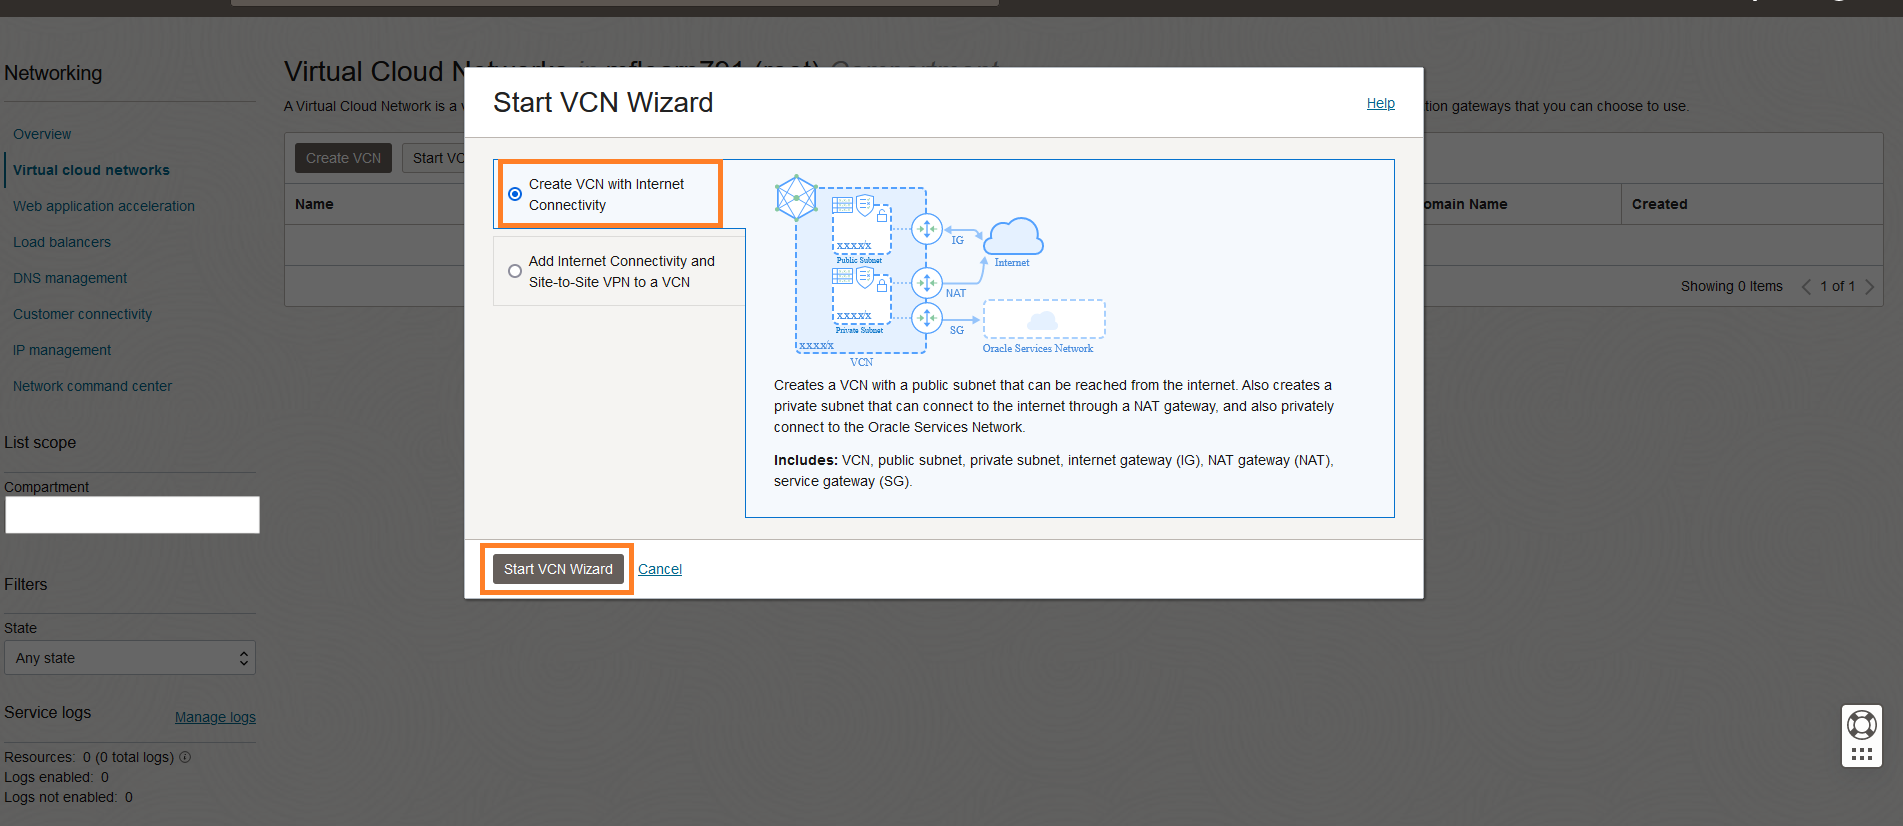 Networking
Overview
Virtual cloud networks
Web application acceleration
Load balancers
DNS management
Customer connectivity
IP management
Network command center
List scope
Compartment
Filters
State
Any state
Service logs
Manage logs
Resources: 0 (0 total logs)
Logs enabled: 0
Logs not enabled: 0
Virtual Cloud
A Virtual Cloud Network is a
tion gateways that you can choose to use.
Create VCN
Start VC
Name
omain Name
Created
Showing 0 Items
1 of 1
Start VCN Wizard
Help
Create VCN with Internet
Connectivity
Add Internet Connectivity and
Site-to-Site VPN to a VCN
xxxx/x
Public Subnet
xxxx/x
Private Subnet
xxxx/x
VCN
IG
NAT
SG
Internet
Oracle Services Network
Creates a VCN with a public subnet that can be reached from the internet. Also creates a
private subnet that can connect to the internet through a NAT gateway, and also privately
connect to the Oracle Services Network.
Includes: VCN, public subnet, private subnet, internet gateway (IG), NAT gateway (NAT),
service gateway (SG).
Start VCN Wizard
Cancel